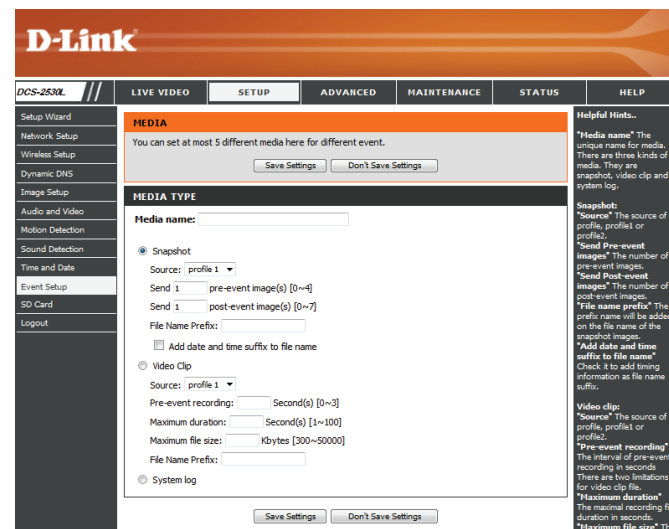 D-Link
DCS-2530L
LIVE VIDEO
SETUP
ADVANCED
MAINTENANCE
STATUS
HELP
Setup Wizard
Network Setup
Wireless Setup
Dynamic DNS
Image Setup
Audio and Video
Motion Detection
Sound Detection
Time and Date
Event Setup
SD Card
Logout
MEDIA
You can set at most 5 different media here for different event.
Save Settings
Don't Save Settings
MEDIA TYPE
Media name:
Snapshot
Source: profile 1
Send 1 pre-event image(s) [0~4]
Send 1 post-event image(s) [0~7]
File Name Prefix:
Add date and time suffix to file name
Video Clip
Source: profile 1
Pre-event recording: Second(s) [0~3]
Maximum duration: Second(s) [1~100]
Maximum file size: Kbytes [300~50000]
File Name Prefix:
System log
Save Settings
Don't Save Settings
Helpful Hints..
"Media name" The
unique name for media.
There are three kinds of
media. They are
snapshot, video clip and
system log.
Snapshot:
"Source" The source of
profile, profile1 or
profile2.
"Send Pre-event
images" The number of
pre-event images.
"Send Post-event
images" The number of
post-event images.
"File name prefix" The
prefix name will be added
on the file name of the
snapshot images.
"Add date and time
suffix to file name"
Check it to add timing
information as file name
suffix.
Video clip:
"Source" The source of
profile, profile1 or
profile2.
"Pre-event recording"
The interval of pre-event
recording in seconds
There are two limitations
for video clip file.
"Maximum duration"
The maximal recording file
duration in seconds.
"Maximum file size" The